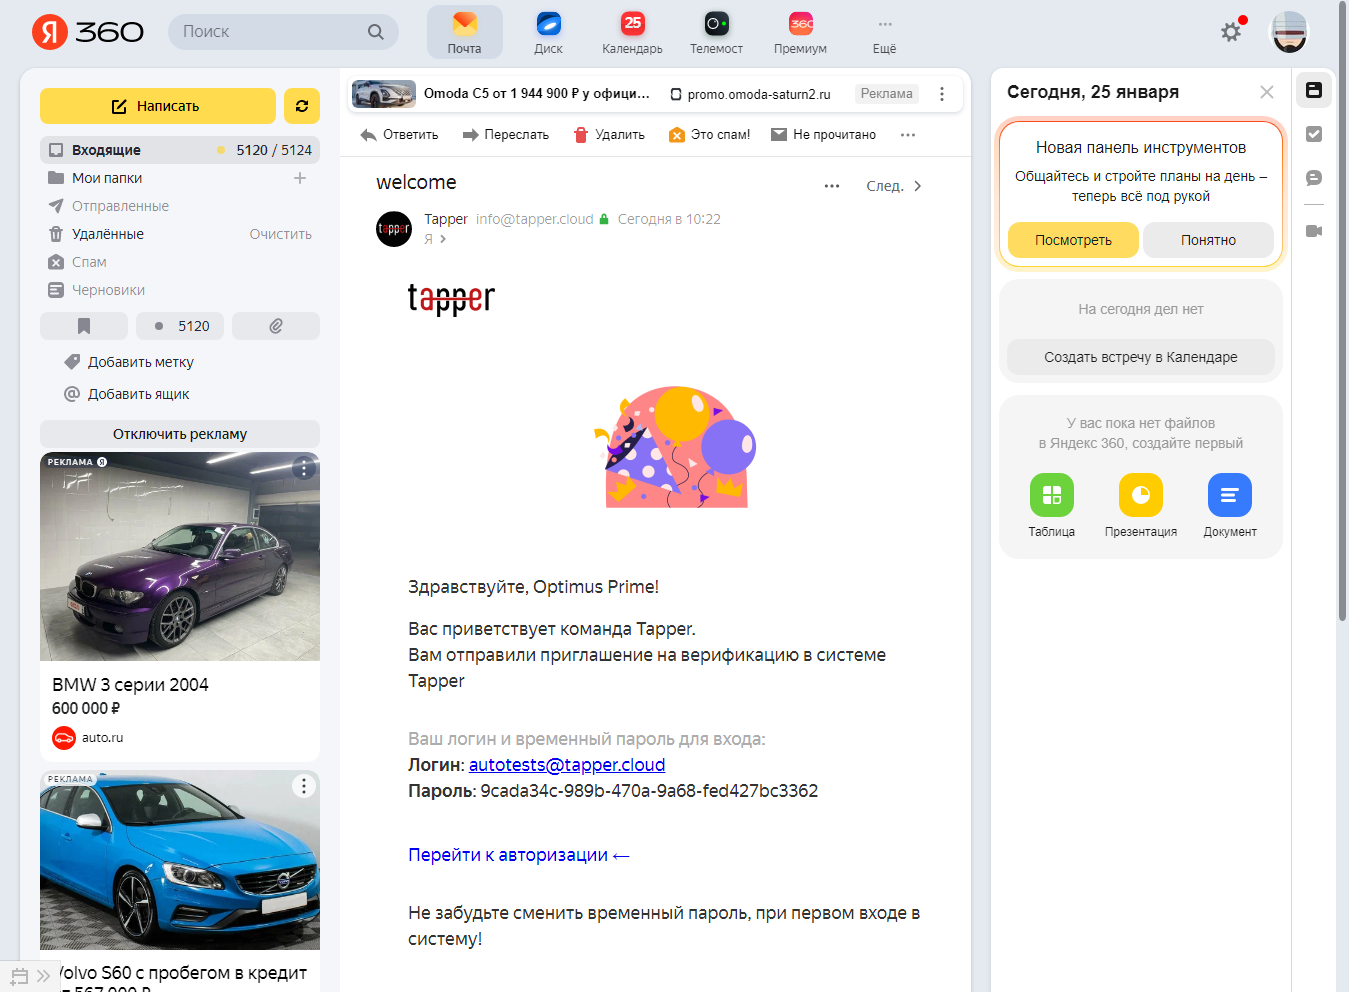 Я 360
Поиск
Почта
Диск
25
Календарь
Телемост
360
Премиум
Ещё
Написать
Входящие
5120 / 5124
Мои папки
Отправленные
Удалённые
Очистить
Спам
Черновики
5120
Добавить метку
Добавить ящик
Отключить рекламу
РЕКЛАМА Я
BMW 3 серии 2004
600 000 ₽
auto.ru
РЕКЛАМА
Volvo S60 с пробегом в кредит
от 567 000 ₽
Omoda C5 от 1 944 900 ₽ у офици...
promo.omoda-saturn2.ru
Реклама
Ответить
Переслать
Удалить
Это спам!
Не прочитано
welcome
След.
tapper
Tapper info@tapper.cloud Сегодня в 10:22
Я
tapper
Здравствуйте, Optimus Prime!
Вас приветствует команда Tapper.
Вам отправили приглашение на верификацию в системе
Tapper
Ваш логин и временный пароль для входа:
Логин: autotests@tapper.cloud
Пароль: 9cada34c-989b-470a-9a68-fed427bc3362
Перейти к авторизации ←
Не забудьте сменить временный пароль, при первом входе в
систему!
Сегодня, 25 января
Новая панель инструментов
Общайтесь и стройте планы на день –
теперь всё под рукой
Посмотреть
Понятно
На сегодня дел нет
Создать встречу в Календаре
У вас пока нет файлов
в Яндекс 360, создайте первый
Таблица
Презентация
Документ